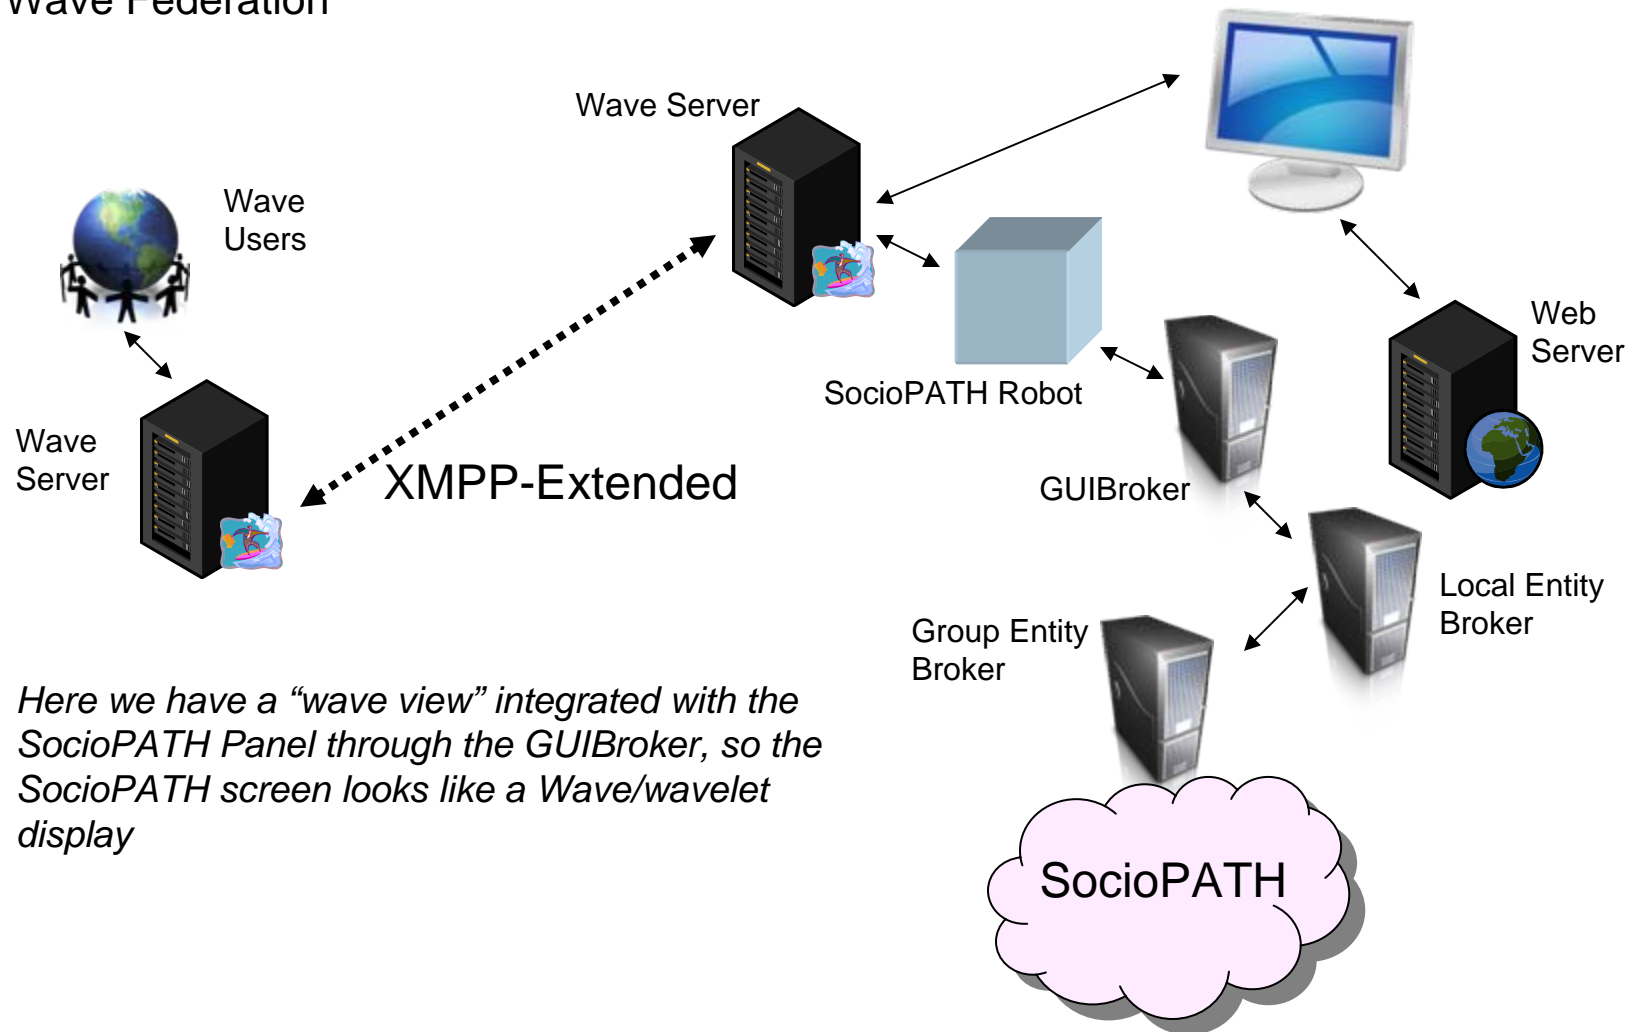 Wave Federation
Wave Server
Wave
Users
Web
Server
SocioPATH Robot
Wave
Server
XMPP-Extended
GUIBroker
Local Entity
Broker
Group Entity
Broker
Here we have a “wave view” integrated with the
SocioPATH Panel through the GUIBroker, so the
SocioPATH screen looks like a Wave/wavelet
display
SocioPATH